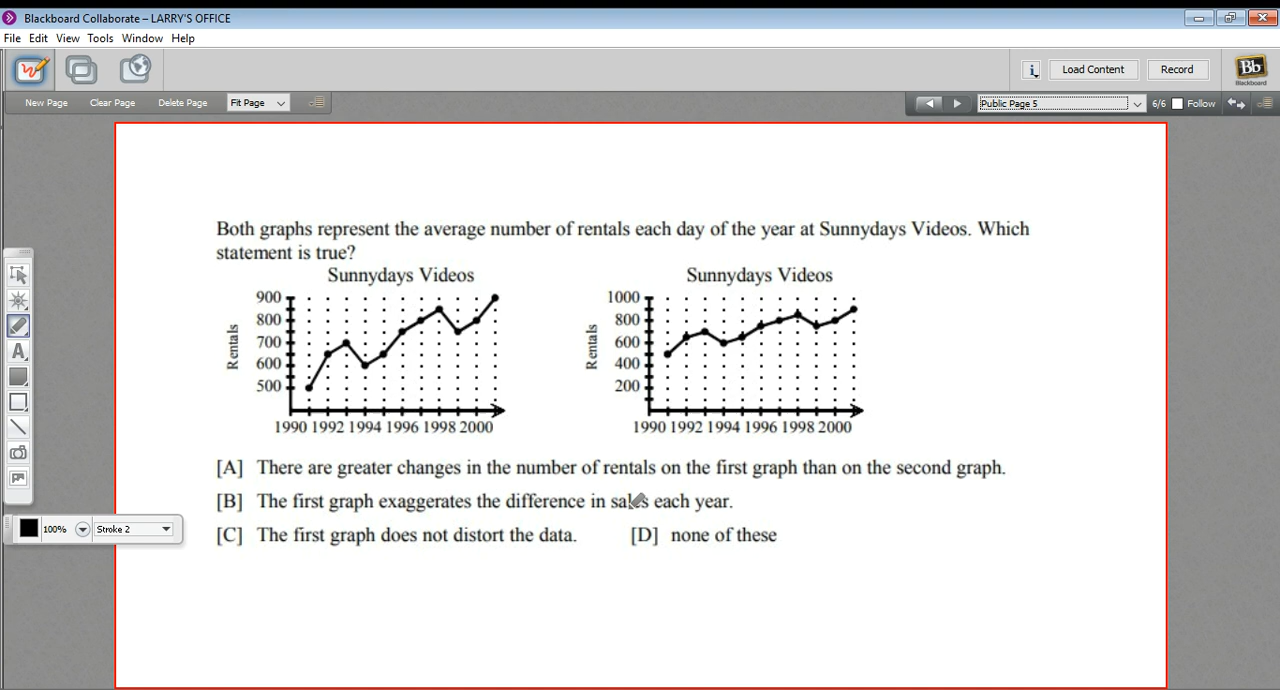 Blackboard Collaborate – LARRY'S OFFICE
File Edit View Tools Window Help
i Load Content Record Bb
Blackboard
New Page Clear Page Delete Page Fit Page Public Page 5 6/6 Follow
Both graphs represent the average number of rentals each day of the year at Sunnydays Videos. Which
statement is true?
Sunnydays Videos
900
800
700
600
500
Rentals
1990 1992 1994 1996 1998 2000
Sunnydays Videos
1000
800
600
400
200
Rentals
1990 1992 1994 1996 1998 2000
[A] There are greater changes in the number of rentals on the first graph than on the second graph.
[B] The first graph exaggerates the difference in sales each year.
[C] The first graph does not distort the data. [D] none of these
A
100% Stroke 2